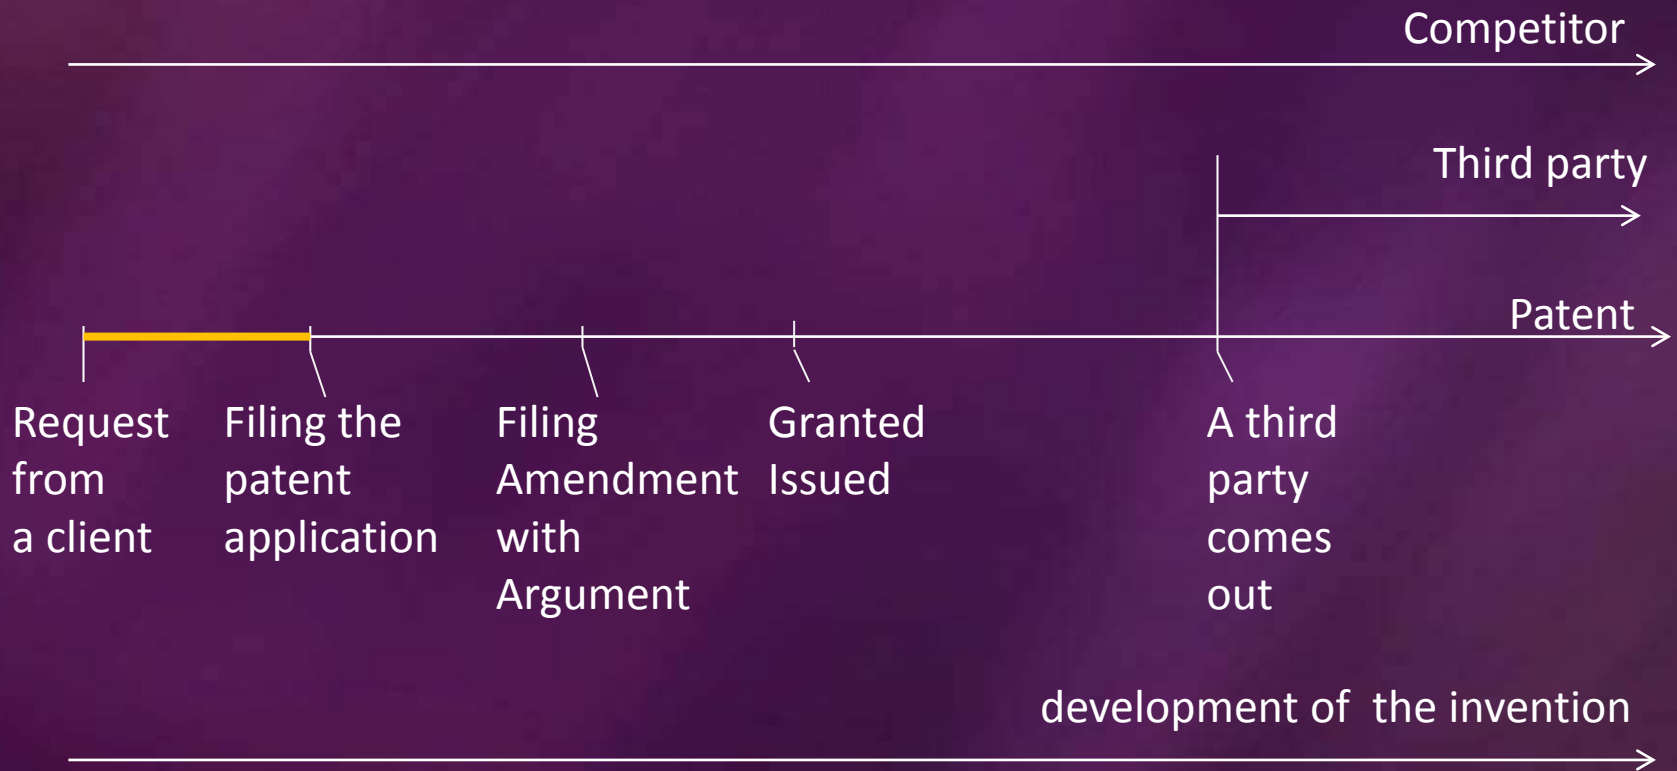 Competitor
Third party
Patent
Request
from
a client
Filing the
patent
application
Filing
Amendment
with
Argument
Granted
Issued
A third
party
comes
out
development of  the invention